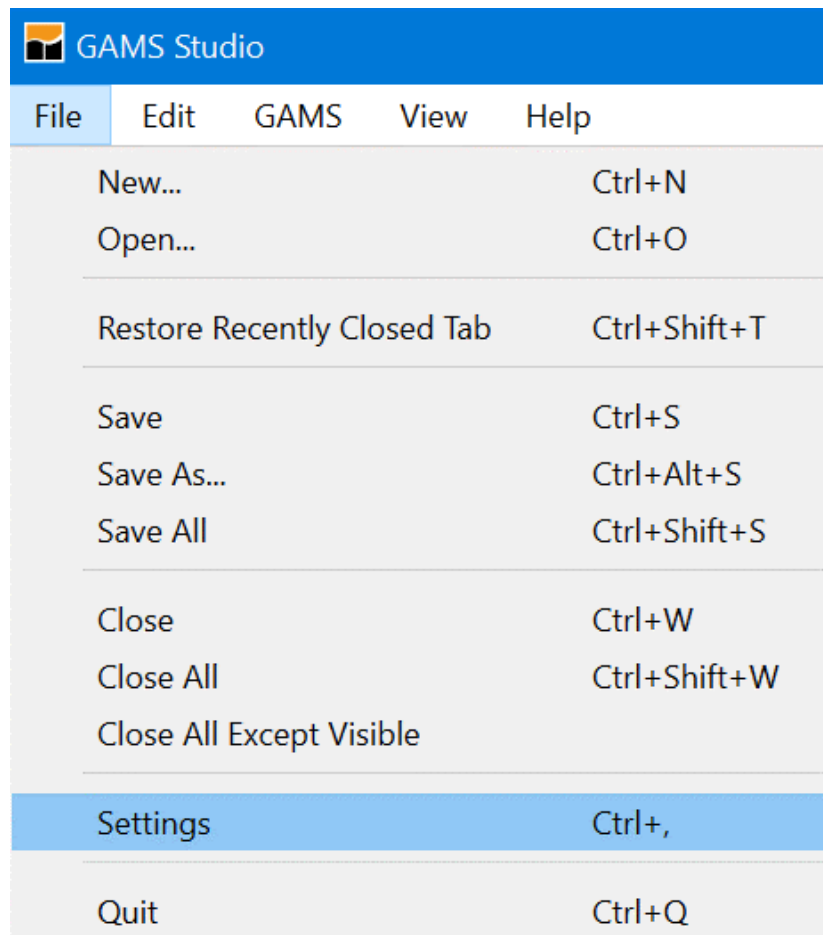 GAMS Studio
File Edit GAMS View Help
New... Ctrl+N
Open... Ctrl+O
Restore Recently Closed Tab Ctrl+Shift+T
Save Ctrl+S
Save As... Ctrl+Alt+S
Save All Ctrl+Shift+S
Close Ctrl+W
Close All Ctrl+Shift+W
Close All Except Visible
Settings Ctrl+,
Quit Ctrl+Q